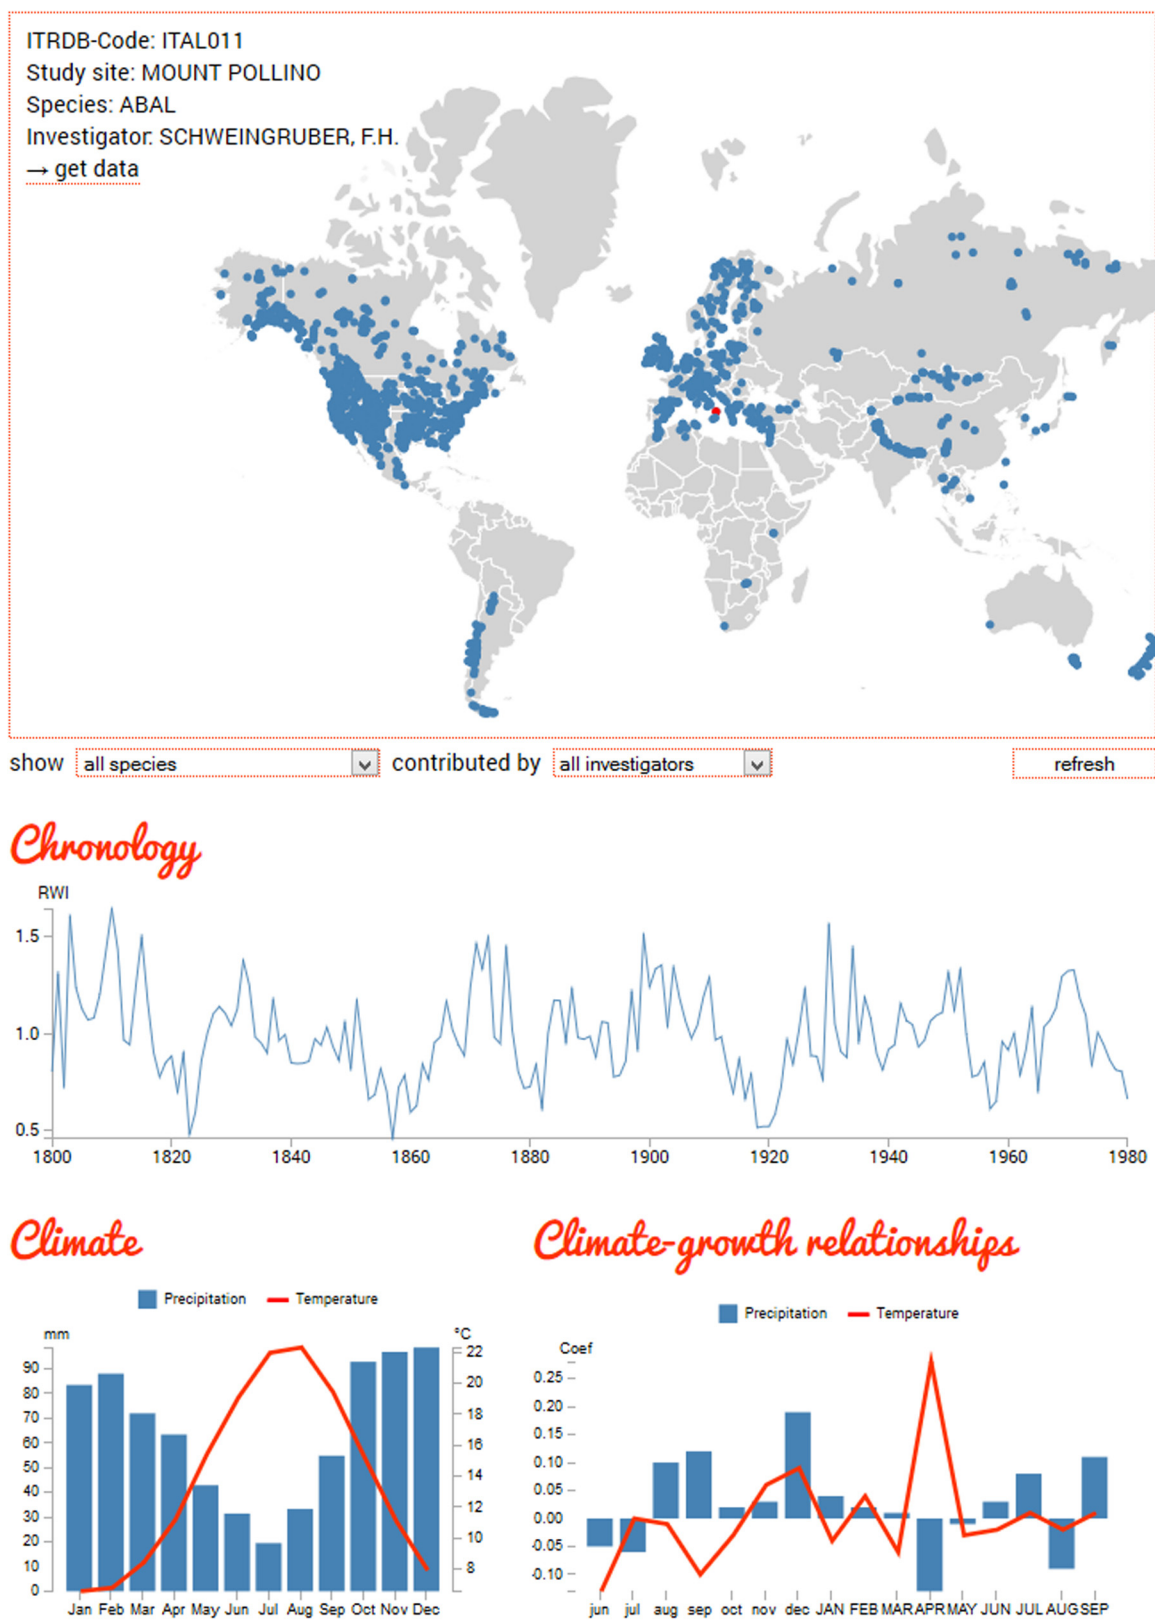 ITRDB-Code: ITAL011
Study site: MOUNT POLLINO
Species: ABAL
Investigator: SCHWEINGRUBER, F.H.
→ get data
show all species contributed by all investigators refresh
Chronology
RWI
1.5
1.0
0.5
1800 1820 1840 1860 1880 1900 1920 1940 1960 1980
Climate Climate-growth relationships
Precipitation Temperature
mm °C
90
80
70
60
50
40
30
20
10
0
22
20
18
16
14
12
10
8
Jan Feb Mar Apr May Jun Jul Aug Sep Oct Nov Dec
Precipitation Temperature
Coef
0.25
0.20
0.15
0.10
0.05
0.00
-0.05
-0.10
jun jul aug sep oct nov dec JAN FEB MAR APR MAY JUN JUL AUG SEP